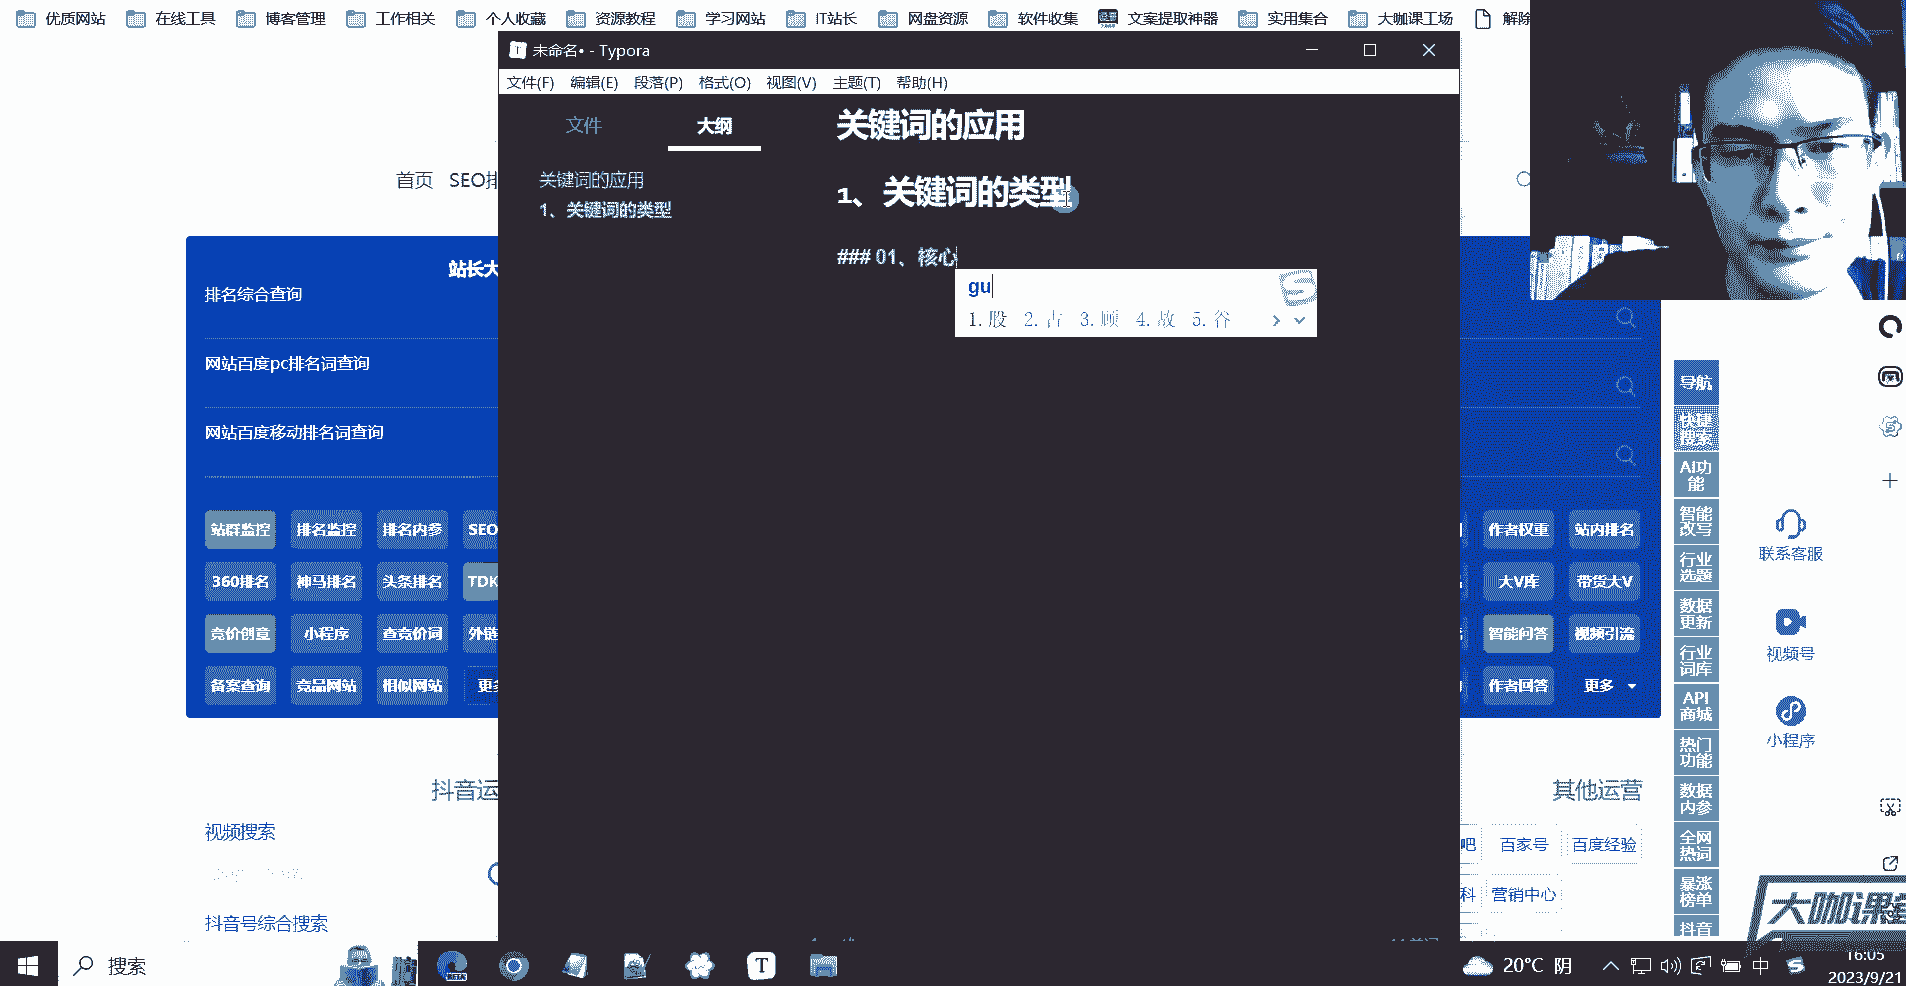 优质网站 在线工具 博客管理 工作相关 个人收藏 资源教程 学习网站 IT站长 网盘资源 软件收集 文案提取神器 实用集合 大咖课工场 解除
未命名• - Typora
文件(F) 编辑(E) 段落(P) 格式(O) 视图(V) 主题(T) 帮助(H)
文件 大纲
关键词的应用
1、关键词的类型
关键词的应用
1、关键词的类型
### 01、核心
gu
1.股 2.古 3.顾 4.故 5.谷
首页 SEO排
站长大
排名综合查询
网站百度pc排名词查询
网站百度移动排名词查询
站群监控 排名监控 排名内参 SEO
360排名 神马排名 头条排名 TDK
竞价创意 小程序 查竞价词 外链
备案查询 竞品网站 相似网站 更多
作者权重 站内排名
大V库 带货大V
智能问答 视频引流
作者回答 更多
抖音运
视频搜索
抖音号综合搜索
其他运营
吧 百家号 百度经验
科 营销中心
导航
快捷搜索
AI功能
智能改写
行业选题
数据更新
行业词库
API商城
热门功能
数据内参
全网热词
暴涨榜单
抖音
联系客服
视频号
小程序
大咖课堂
搜索
BETA
20°C 阴
中
16:05
2023/9/21